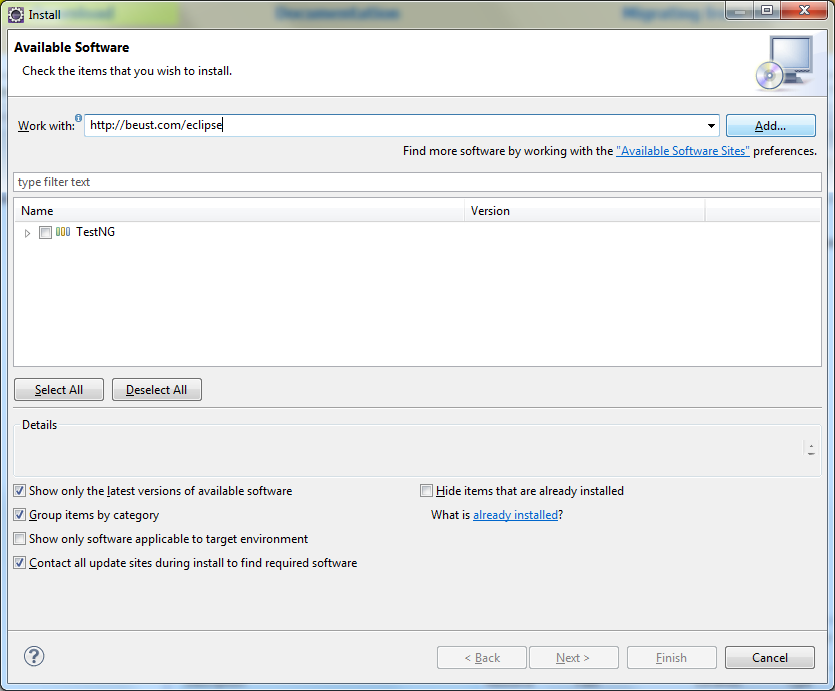 Install
Available Software
Check the items that you wish to install.
Work with: http://beust.com/eclipse Add...
Find more software by working with the "Available Software Sites" preferences.
type filter text
Name Version
TestNG
Select All Deselect All
Details
Show only the latest versions of available software Hide items that are already installed
Group items by category What is already installed?
Show only software applicable to target environment
Contact all update sites during install to find required software
? < Back Next > Finish Cancel